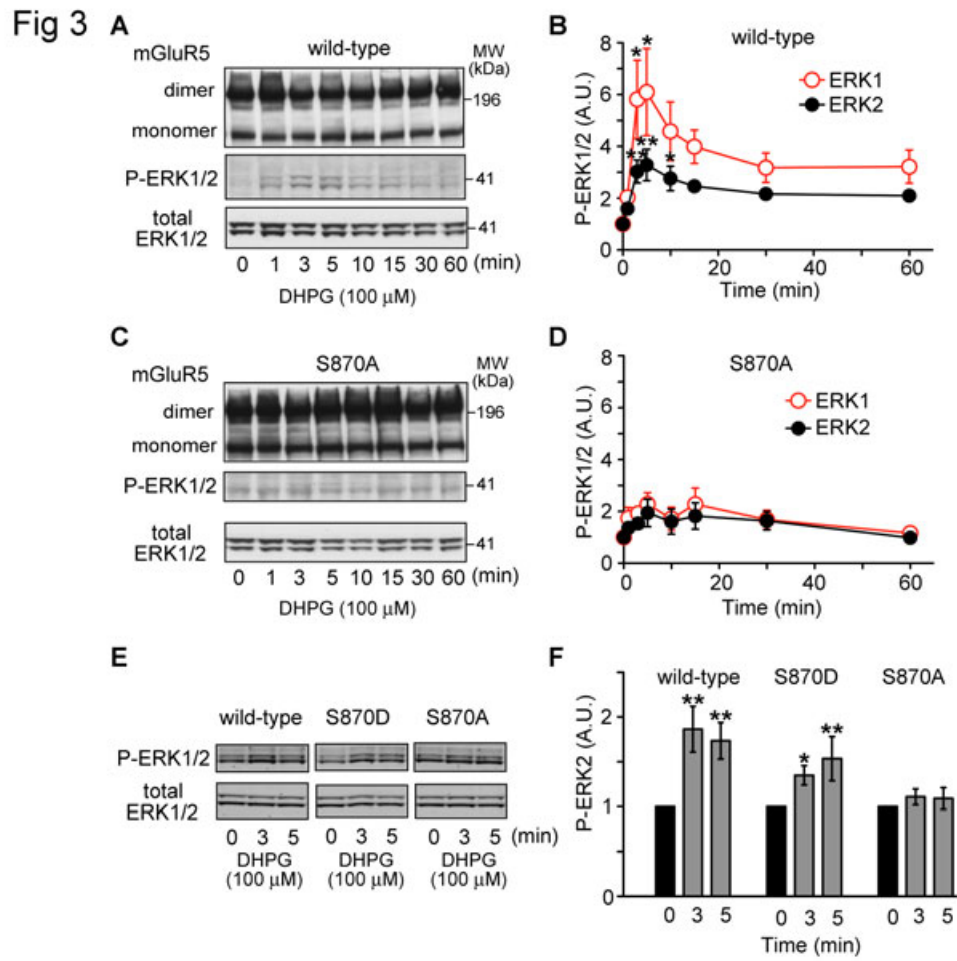 Fig 3
A
wild-type
mGluR5
MW
(kDa)
dimer
196
monomer
P-ERK1/2
41
total
ERK1/2
41
0 1 3 5 10 15 30 60 (min)
DHPG (100 μM)
B
wild-type
P-ERK1/2 (A.U.)
8
6
4
2
0
* *
** ** *
ERK1
ERK2
0 20 40 60
Time (min)
C
S870A
mGluR5
MW
(kDa)
dimer
196
monomer
P-ERK1/2
41
total
ERK1/2
41
0 1 3 5 10 15 30 60 (min)
DHPG (100 μM)
D
S870A
P-ERK1/2 (A.U.)
8
6
4
2
0
ERK1
ERK2
0 20 40 60
Time (min)
E
wild-type S870D S870A
P-ERK1/2
total
ERK1/2
0 3 5 0 3 5 0 3 5 (min)
DHPG DHPG DHPG
(100 μM) (100 μM) (100 μM)
F
wild-type S870D S870A
P-ERK2 (A.U.)
2
1
0
** ** * **
0 3 5 0 3 5 0 3 5
Time (min)